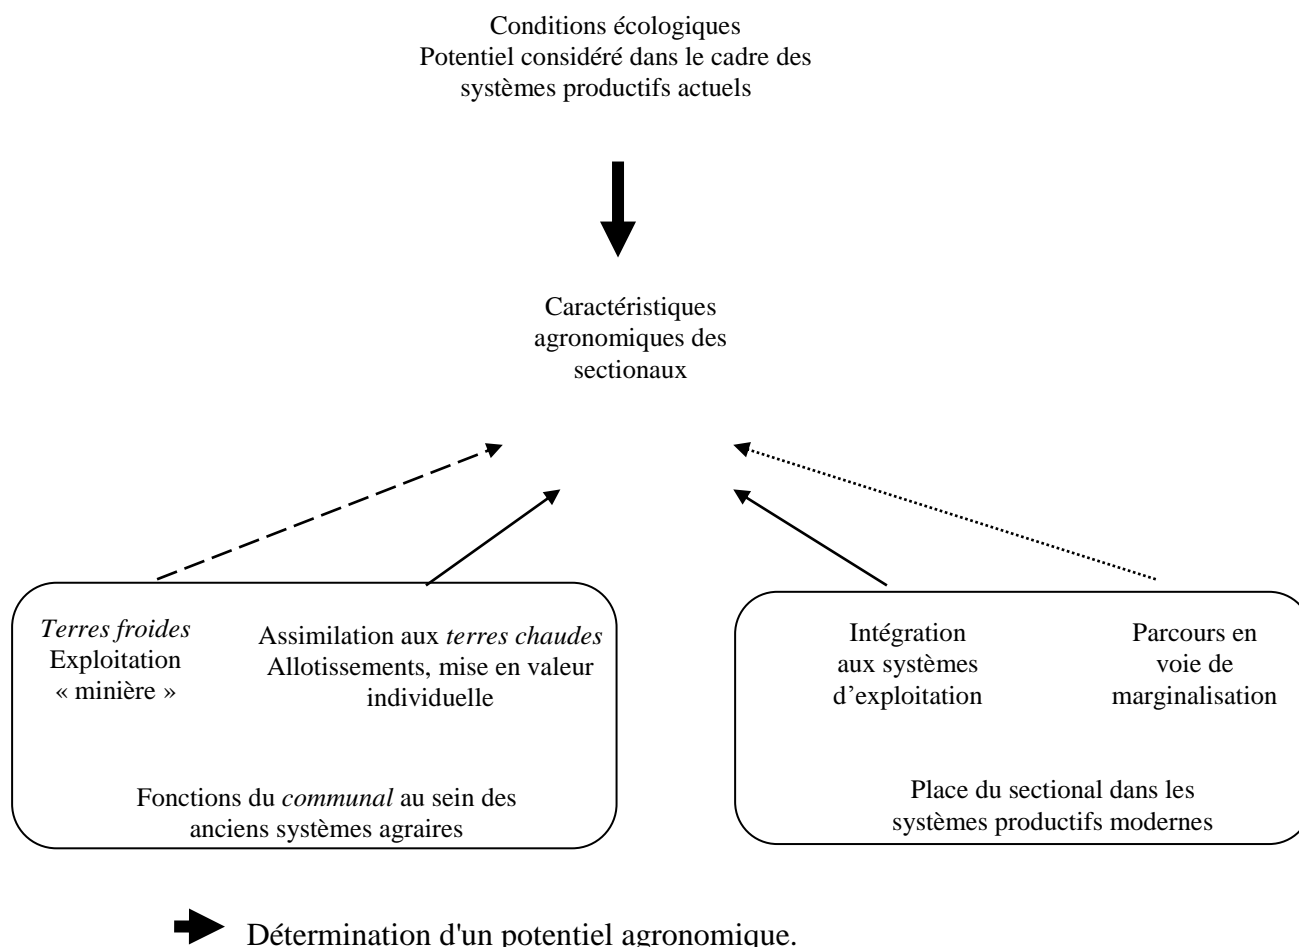 Conditions écologiques
Potentiel considéré dans le cadre des
systèmes productifs actuels
Caractéristiques
agronomiques des
sectionaux
Terres froides
Exploitation
« minière »
Assimilation aux terres chaudes
Allotissements, mise en valeur
individuelle
Fonctions du communal au sein des
anciens systèmes agraires
Intégration
aux systèmes
d’exploitation
Parcours en
voie de
marginalisation
Place du sectional dans les
systèmes productifs modernes
Détermination d'un potentiel agronomique.